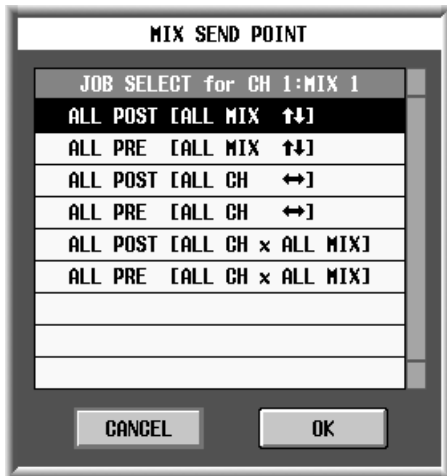 MIX SEND POINT
JOB SELECT for CH 1:MIX 1
ALL POST [ALL MIX ⬆⬇]
ALL PRE [ALL MIX ⬆⬇]
ALL POST [ALL CH ↔]
ALL PRE [ALL CH ↔]
ALL POST [ALL CH x ALL MIX]
ALL PRE [ALL CH x ALL MIX]
CANCEL OK